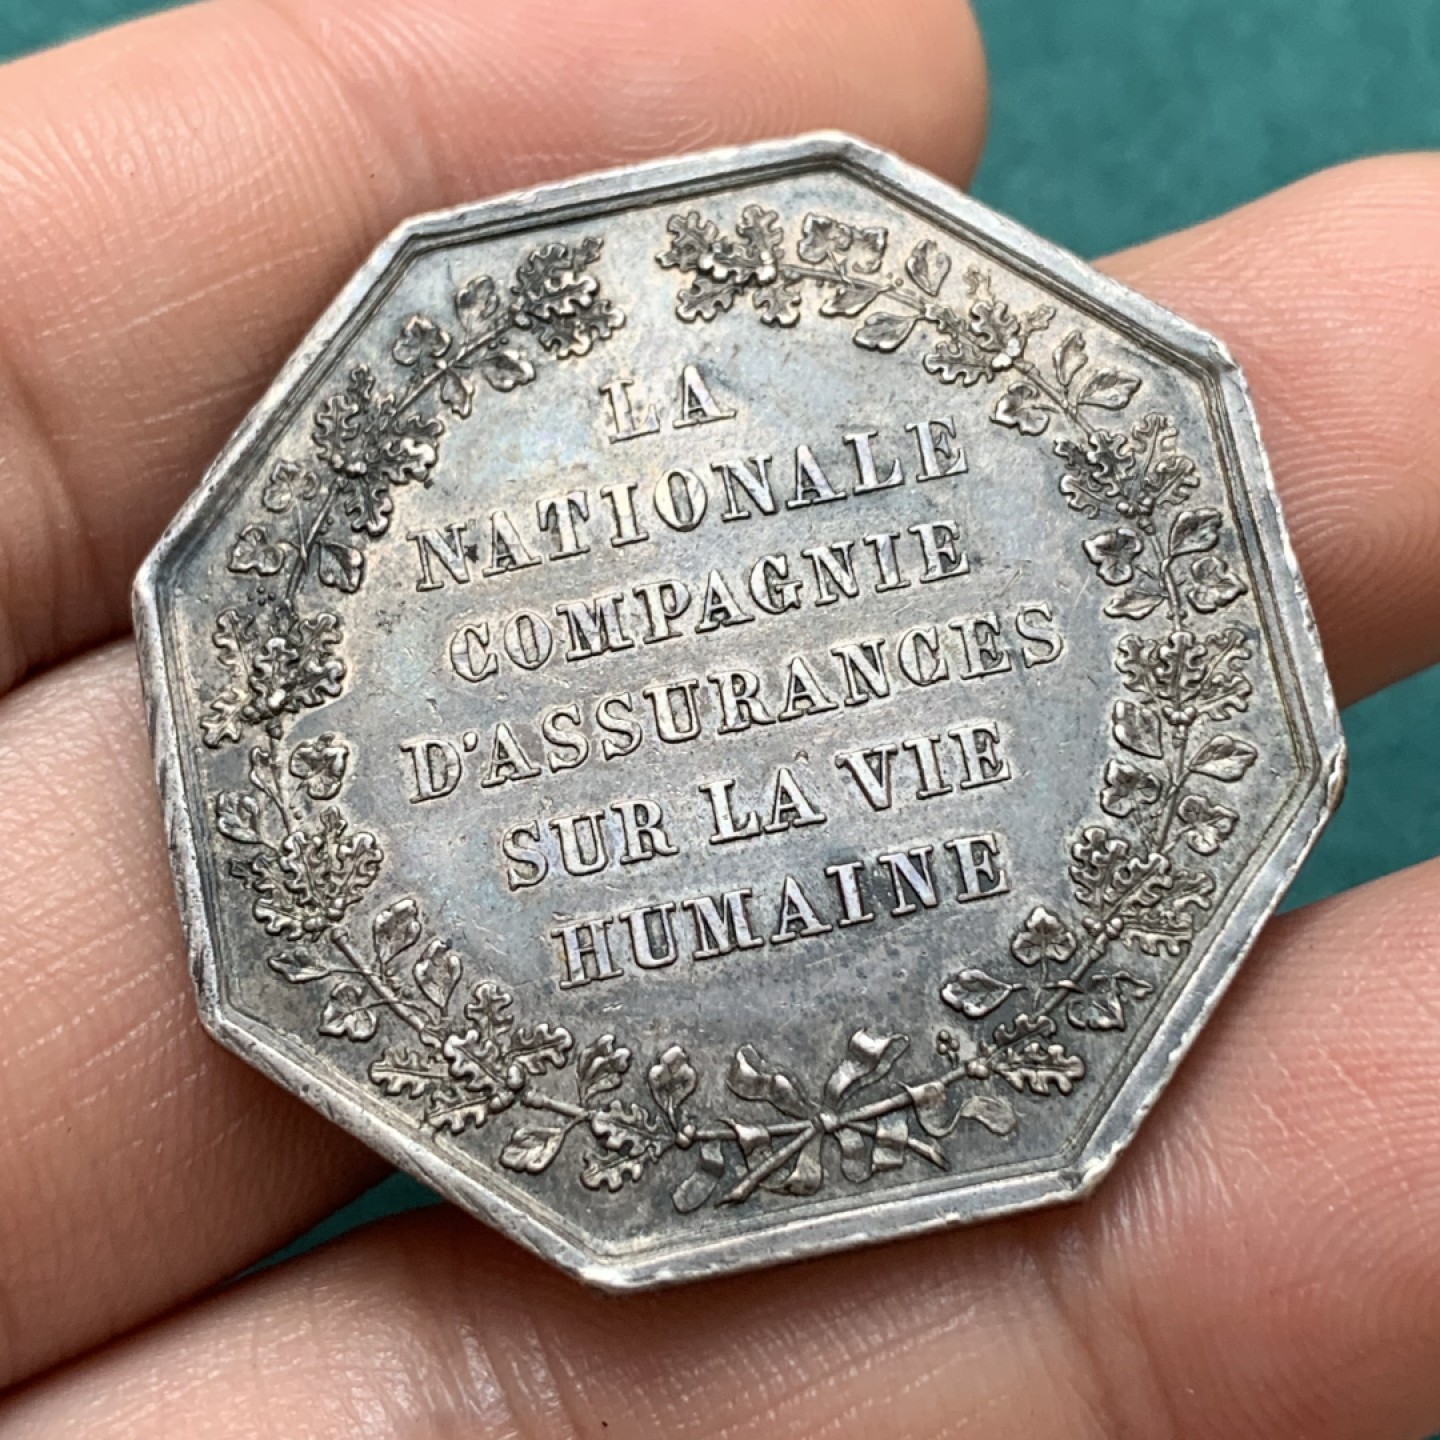 LA
NATIONALE
COMPAGNIE
D'ASSURANCES
SUR LA VIE
HUMAINE